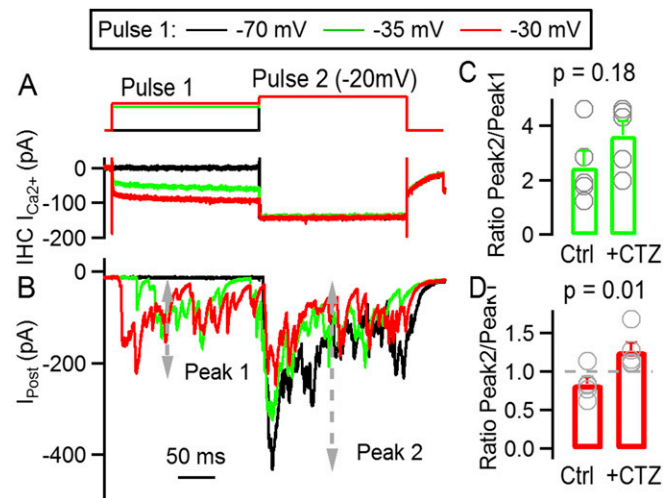 Pulse 1: -70 mV -35 mV -30 mV
A
Pulse 1
Pulse 2 (-20mV)
IHC I Ca2+ (pA)
0
-100
-200
B
I Post (pA)
0
-200
-400
Peak 1
Peak 2
50 ms
C
p = 0.18
Ratio Peak2/Peak1
4
2
0
Ctrl +CTZ
D
p = 0.01
Ratio Peak2/Peak1
1.5
1.0
0.5
0.0
Ctrl +CTZ